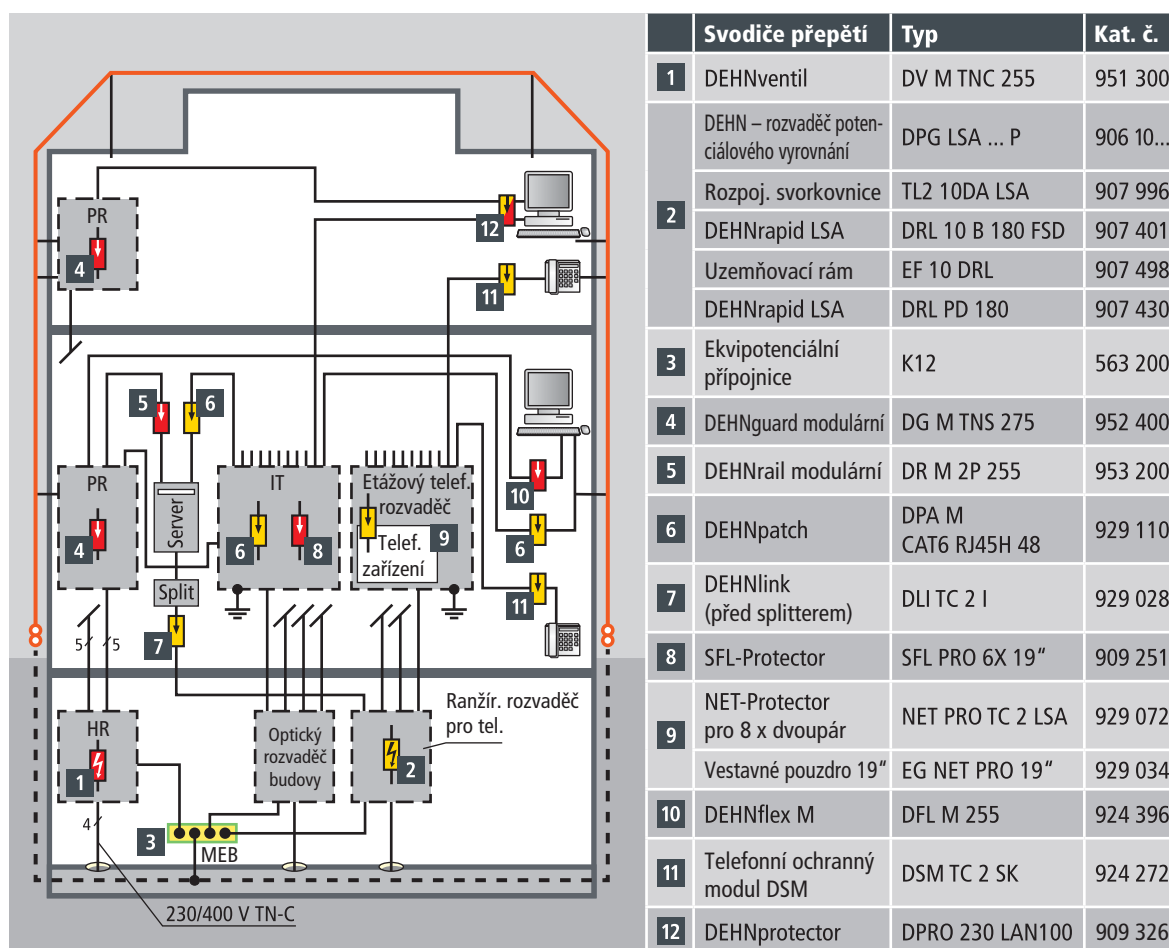 PR
4
12
11
5
6
PR
4
Server
Split
7
5
5
IT
6
8
Etážový telef.
rozvaděč
9
Telef.
zařízení
10
6
11
HR
1
4
3
MEB
Optický
rozvaděč
budovy
2
Ranžír. rozvaděč
pro tel.
230/400 V TN-C
Svodiče přepětí Typ Kat. č.
1 DEHNventil DV M TNC 255 951 300
2
DEHN – rozvaděč poten-
ciálového vyrovnání DPG LSA ... P 906 10...
Rozpoj. svorkovnice TL2 10DA LSA 907 996
DEHNrapid LSA DRL 10 B 180 FSD 907 401
Uzemňovací rám EF 10 DRL 907 498
DEHNrapid LSA DRL PD 180 907 430
3 Ekvipotenciální
přípojnice K12 563 200
4 DEHNguard modulární DG M TNS 275 952 400
5 DEHNrail modulární DR M 2P 255 953 200
6 DEHNpatch DPA M
CAT6 RJ45H 48 929 110
7 DEHNlink
(před splitterem) DLI TC 2 I 929 028
8 SFL-Protector SFL PRO 6X 19“ 909 251
9 NET-Protector
pro 8 x dvoupár NET PRO TC 2 LSA 929 072
Vestavné pouzdro 19“ EG NET PRO 19“ 929 034
10 DEHNflex M DFL M 255 924 396
11 Telefonní ochranný
modul DSM DSM TC 2 SK 924 272
12 DEHNprotector DPRO 230 LAN100 909 326